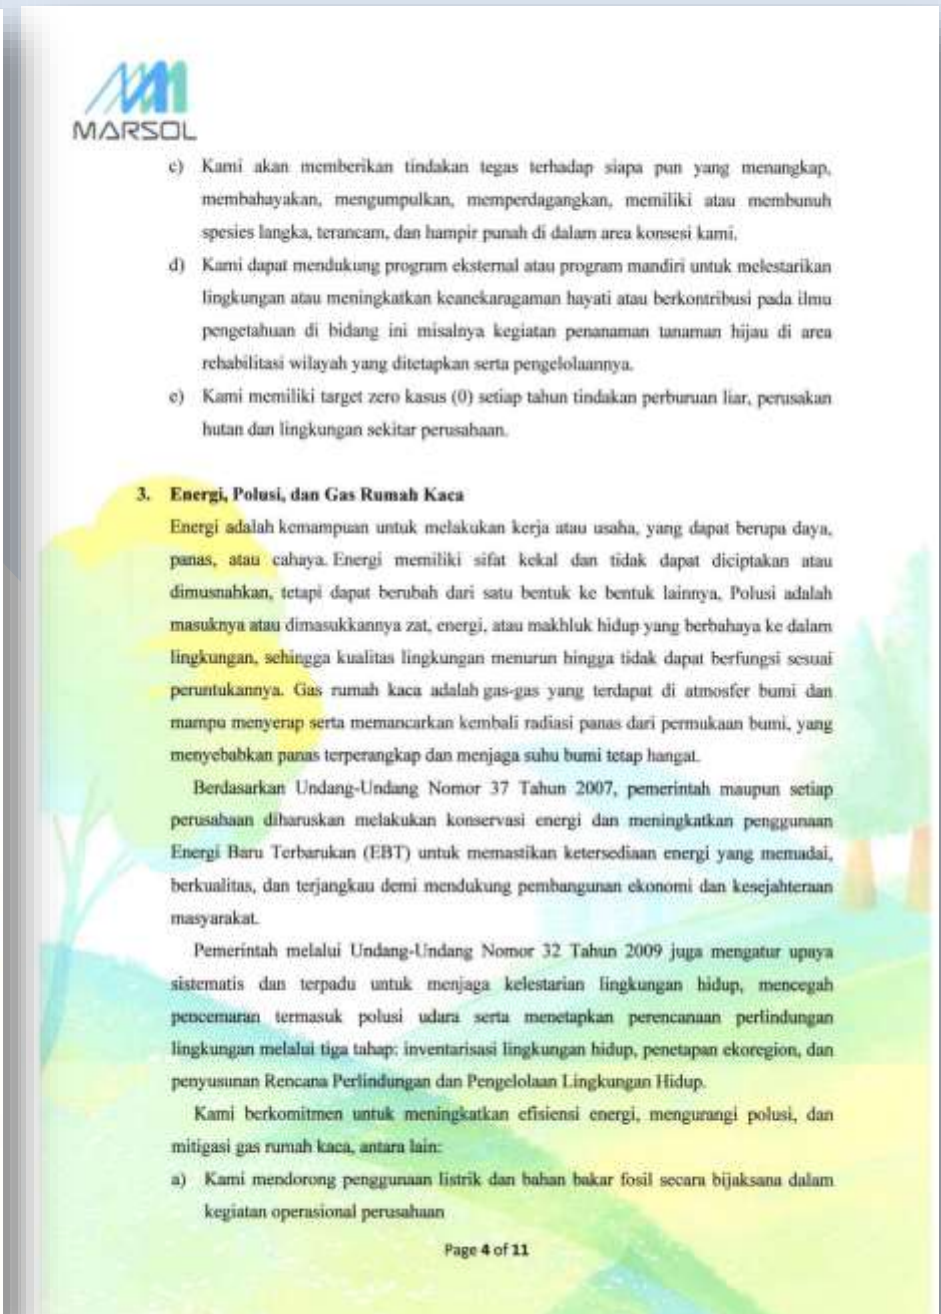 MARSOL
c) Kami akan memberikan tindakan tegas terhadap siapa pun yang menangkap,
membahayakan, mengumpulkan, memperdagangkan, memiliki atau membunuh
spesies langka, terancam, dan hampir punah di dalam area konsesi kami.
d) Kami dapat mendukung program eksternal atau program mandiri untuk melestarikan
lingkungan atau meningkatkan keanekaragaman hayati atau berkontribusi pada ilmu
pengetahuan di bidang ini misalnya kegiatan penanaman tanaman hijau di area
rehabilitasi wilayah yang ditetapkan serta pengelolaannya.
e) Kami memiliki target zero kasus (0) setiap tahun tindakan perburuan liar, perusakan
hutan dan lingkungan sekitar perusahaan.
3. Energi, Polusi, dan Gas Rumah Kaca
Energi adalah kemampuan untuk melakukan kerja atau usaha, yang dapat berupa daya,
panas, atau cahaya. Energi memiliki sifat kekal dan tidak dapat diciptakan atau
dimusnahkan, tetapi dapat berubah dari satu bentuk ke bentuk lainnya. Polusi adalah
masuknya atau dimasukkannya zat, energi, atau makhluk hidup yang berbahaya ke dalam
lingkungan, sehingga kualitas lingkungan menurun hingga tidak dapat berfungsi sesuai
peruntukannya. Gas rumah kaca adalah gas-gas yang terdapat di atmosfer bumi dan
mampu menyerap serta memancarkan kembali radiasi panas dari permukaan bumi, yang
menyebabkan panas terperangkap dan menjaga suhu bumi tetap hangat.
Berdasarkan Undang-Undang Nomor 37 Tahun 2007, pemerintah maupun setiap
perusahaan diharuskan melakukan konservasi energi dan meningkatkan penggunaan
Energi Baru Terbarukan (EBT) untuk memastikan ketersediaan energi yang memadai,
berkualitas, dan terjangkau demi mendukung pembangunan ekonomi dan kesejahteraan
masyarakat.
Pemerintah melalui Undang-Undang Nomor 32 Tahun 2009 juga mengatur upaya
sistematis dan terpadu untuk menjaga kelestarian lingkungan hidup, mencegah
pencemaran termasuk polusi udara serta menetapkan perencanaan perlindungan
lingkungan melalui tiga tahap: inventarisasi lingkungan hidup, penetapan ekoregion, dan
penyusunan Rencana Perlindungan dan Pengelolaan Lingkungan Hidup.
Kami berkomitmen untuk meningkatkan efisiensi energi, mengurangi polusi, dan
mitigasi gas rumah kaca, antara lain:
a) Kami mendorong penggunaan listrik dan bahan bakar fosil secara bijaksana dalam
kegiatan operasional perusahaan
Page 4 of 11